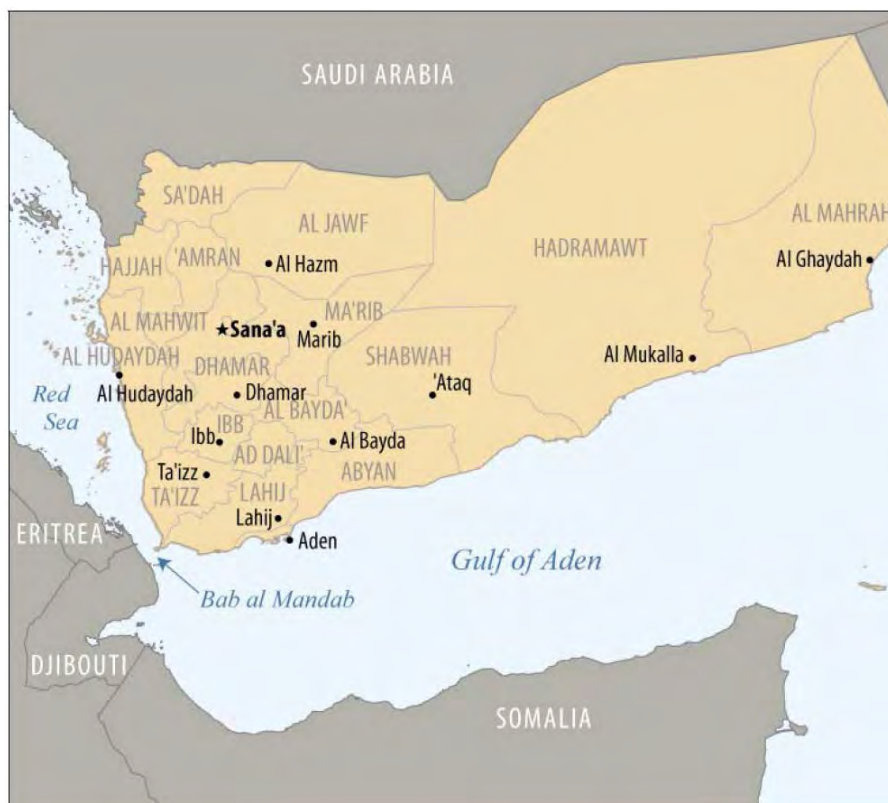 SAUDI ARABIA
SA'DAH
AL JAWF
AL MAHRAH
HADRAMAWT
'AMRAN
HAJJAH
Al Hazm
Al Ghaydah
MA'RIB
AL MAHWIT
Sana'a
Marib
AL HUDAYDAH
DHAMAR
SHABWAH
Al Mukalla
'Ataq
Red
Sea
Al Hudaydah
Dhamar
AL BAYDA'
IBB
Ibb
Al Bayda
AD DALI'
ABYAN
Ta'izz
TA'IZZ
LAHIJ
Lahij
ERITREA
Aden
Gulf of Aden
Bab al Mandab
DJIBOUTI
SOMALIA